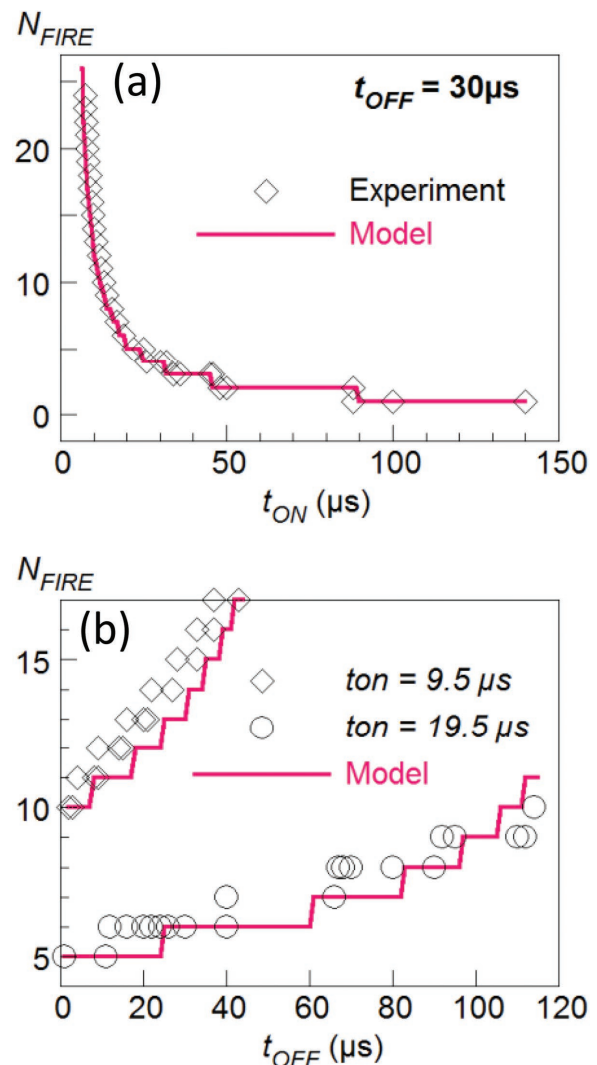 N_FIRE
(a)
t_OFF = 30µs
20
Experiment
Model
10
0
0 50 100 150
t_ON (µs)
N_FIRE
(b)
15
ton = 9.5 µs
ton = 19.5 µs
Model
10
5
0 20 40 60 80 100 120
t_OFF (µs)